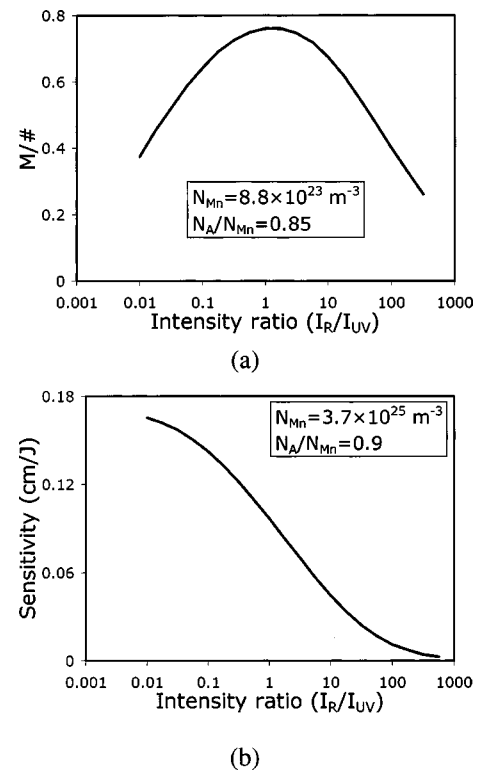 0.8
0.6
M/#
0.4
0.2
0
N_Mn=8.8×10^23 m^-3
N_A/N_Mn=0.85
0.001 0.01 0.1 1 10 100 1000
Intensity ratio (I_R/I_UV)
(a)
0.18
N_Mn=3.7×10^25 m^-3
N_A/N_Mn=0.9
0.12
Sensitivity (cm/J)
0.06
0
0.001 0.01 0.1 1 10 100 1000
Intensity ratio (I_R/I_UV)
(b)